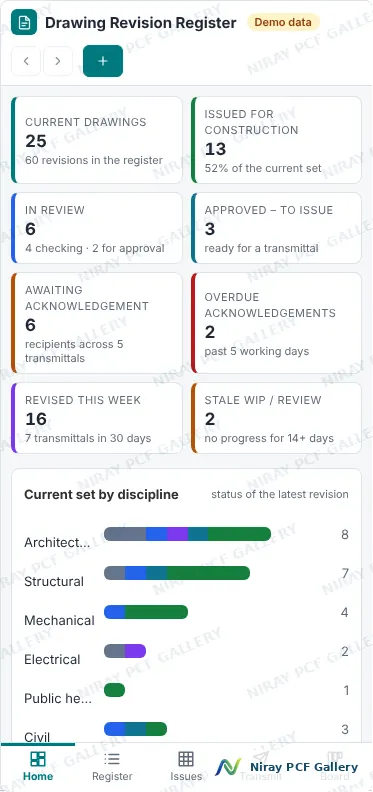 Drawing Revision Register Demo data
CURRENT DRAWINGS
25
60 revisions in the register
ISSUED FOR
CONSTRUCTION
13
52% of the current set
IN REVIEW
6
4 checking · 2 for approval
APPROVED – TO ISSUE
3
ready for a transmittal
AWAITING
ACKNOWLEDGEMENT
6
recipients across 5
transmittals
OVERDUE
ACKNOWLEDGEMENTS
2
past 5 working days
REVISED THIS WEEK
16
7 transmittals in 30 days
STALE WIP / REVIEW
2
no progress for 14+ days
Current set by discipline status of the latest revision
Architect... 8
Structural 7
Mechanical 4
Electrical 2
Public he... 1
Civil 3
Home Register Issues Transmit Board
Niray PCF Gallery
NIRAY PCF GALLERY